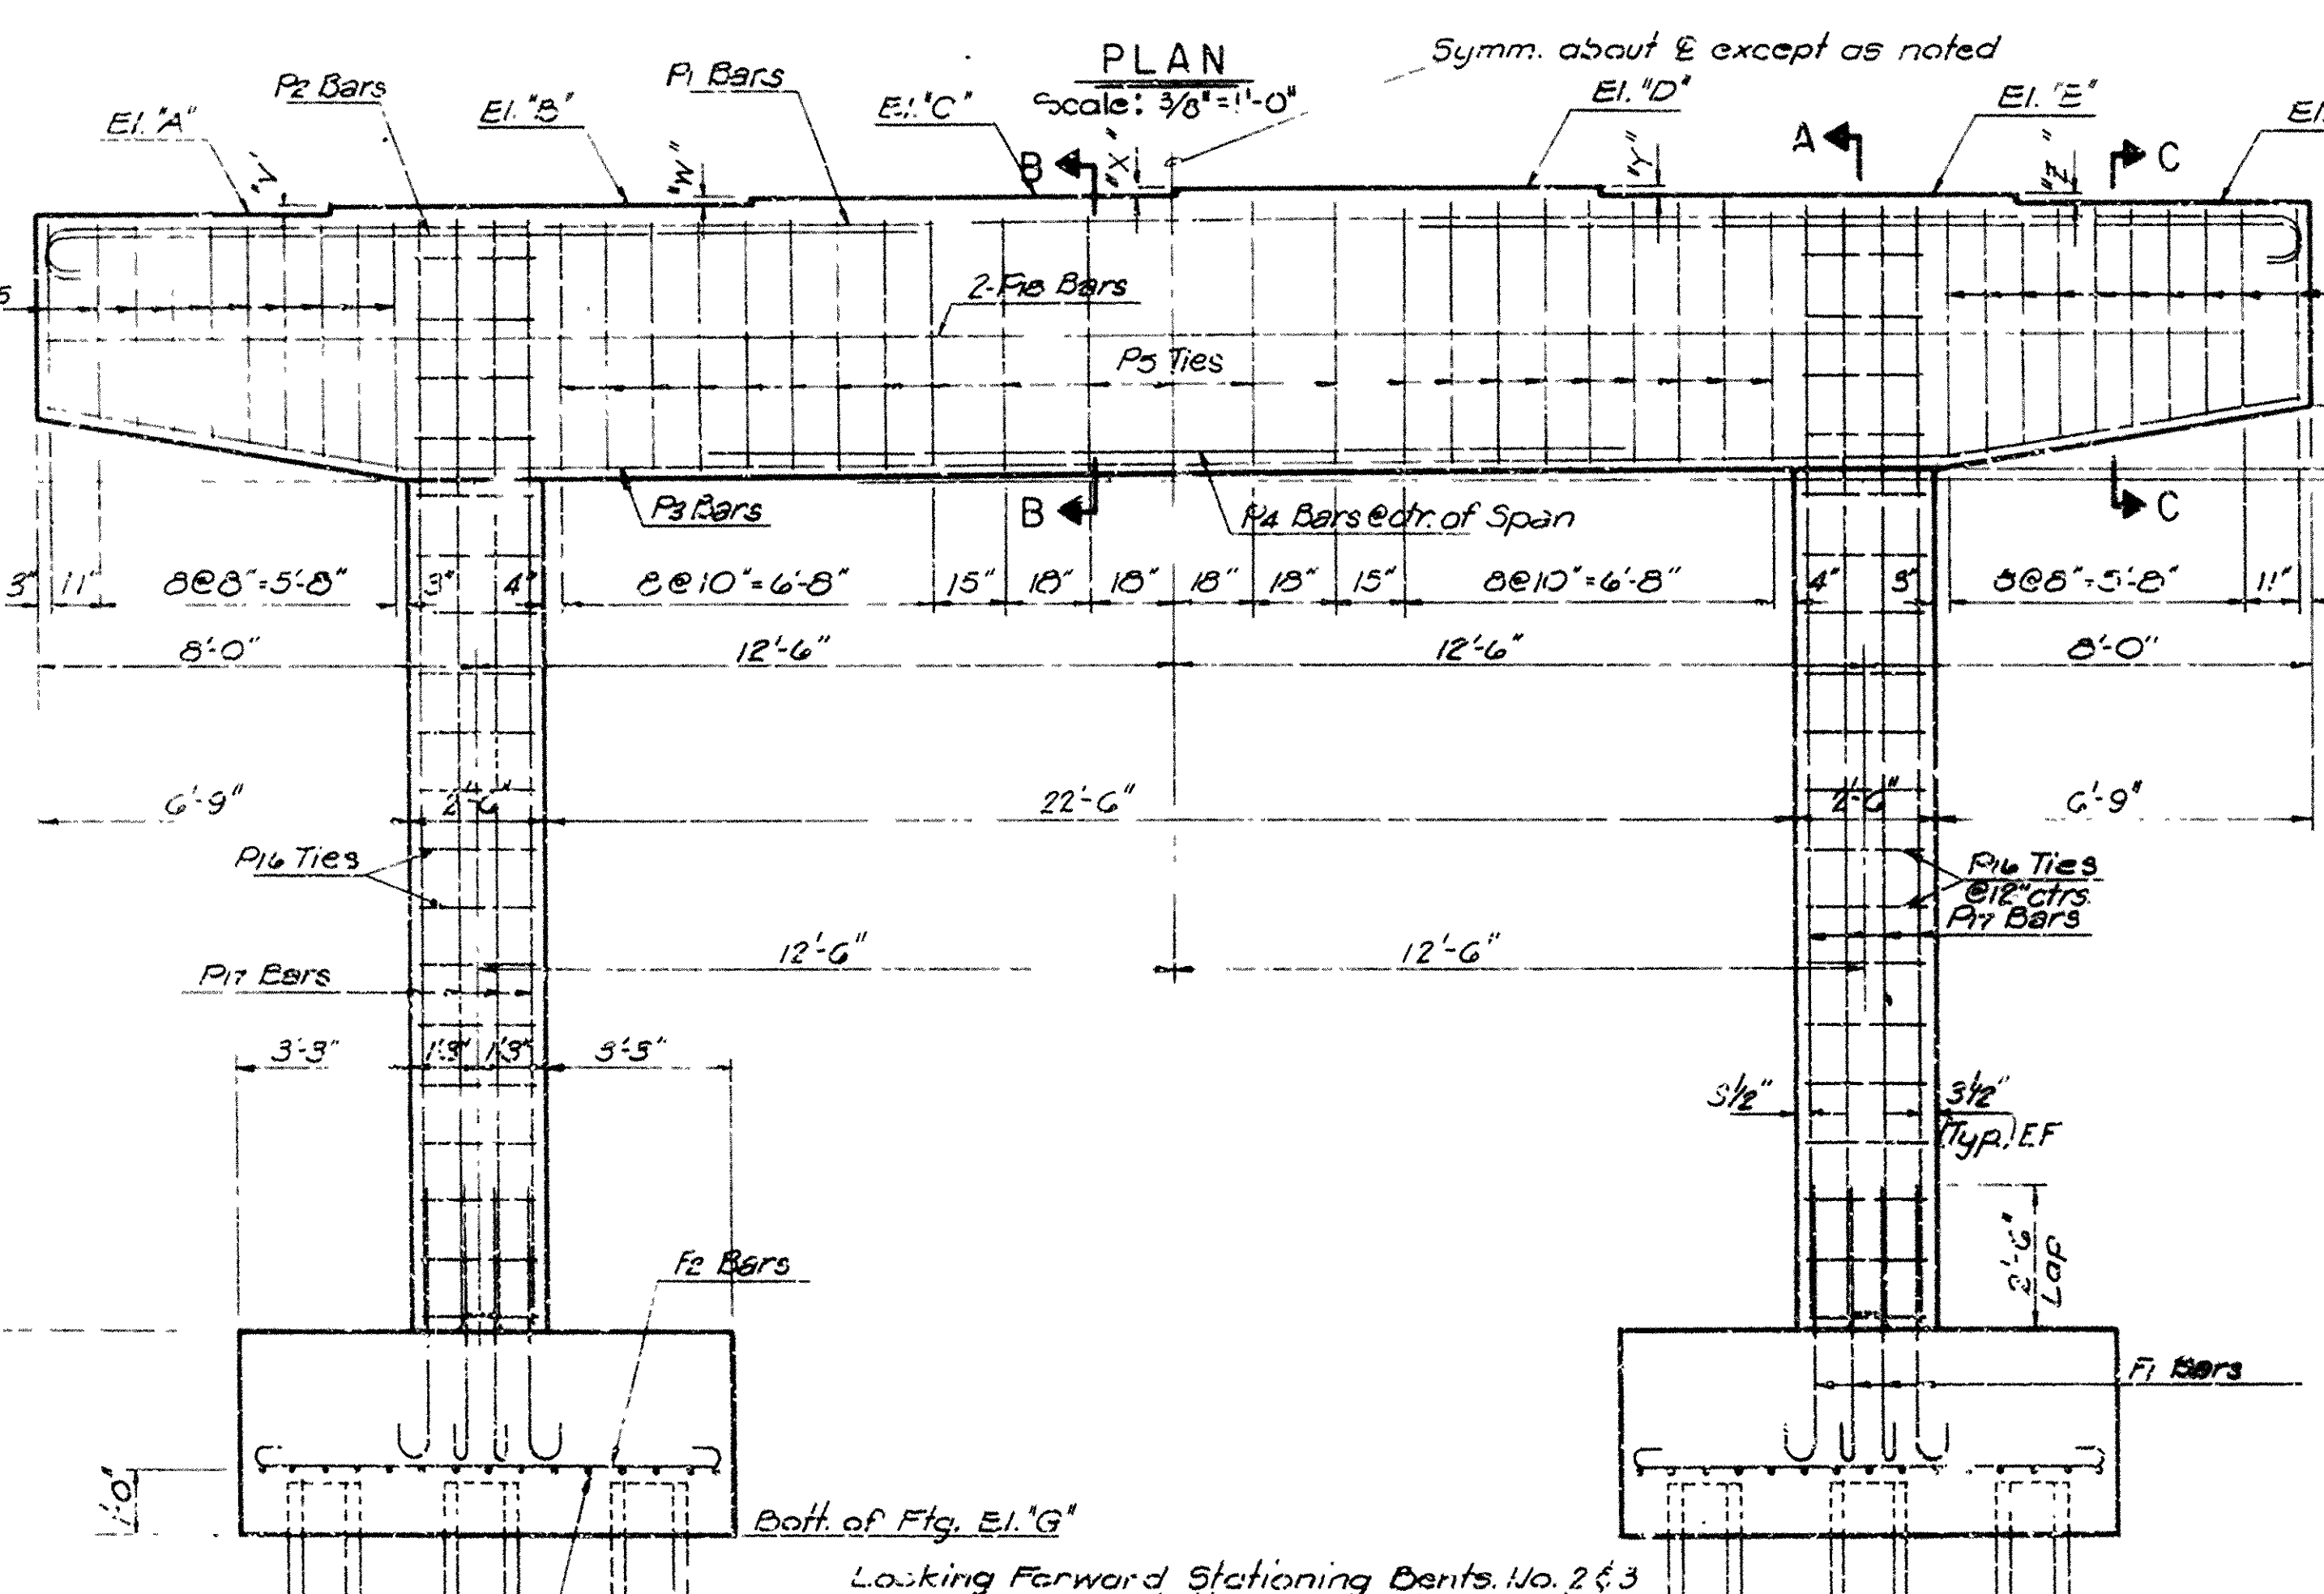 PLAN
Scale: 3/8"=1'-0"
Symm. about ℄ except as noted
El. "A"
P2 Bars
El. "B"
P1 Bars
El. "C"
El. "D"
El. "E"
El.
"V"
"W"
"X"
"Y"
"Z"
B
A
C
2-P18 Bars
P5 Ties
P3 Bars
B
P4 Bars @ ctr. of Span
C
3" 11" 8@8"=5'-8" 3" 4" 8@10"=6'-8" 15" 18" 18" 18" 18" 15" 8@10"=6'-8" 4" 3" 8@8"=5'-8" 11"
8'-0" 12'-6" 12'-6" 8'-0"
6'-9" 2'-6" 22'-6" 2'-6" 6'-9"
P16 Ties
P16 Ties
@12" ctrs.
P17 Bars
12'-6" 12'-6"
P17 Bars
3'-3" 1'3" 1'3" 3'-3"
3½" 3½"
(Typ.) EF
2'-6"
Lap
F2 Bars
F1 Bars
1'-0"
Bott. of Ftg. El. "G"
Looking Forward Stationing Bents. No. 2 & 3